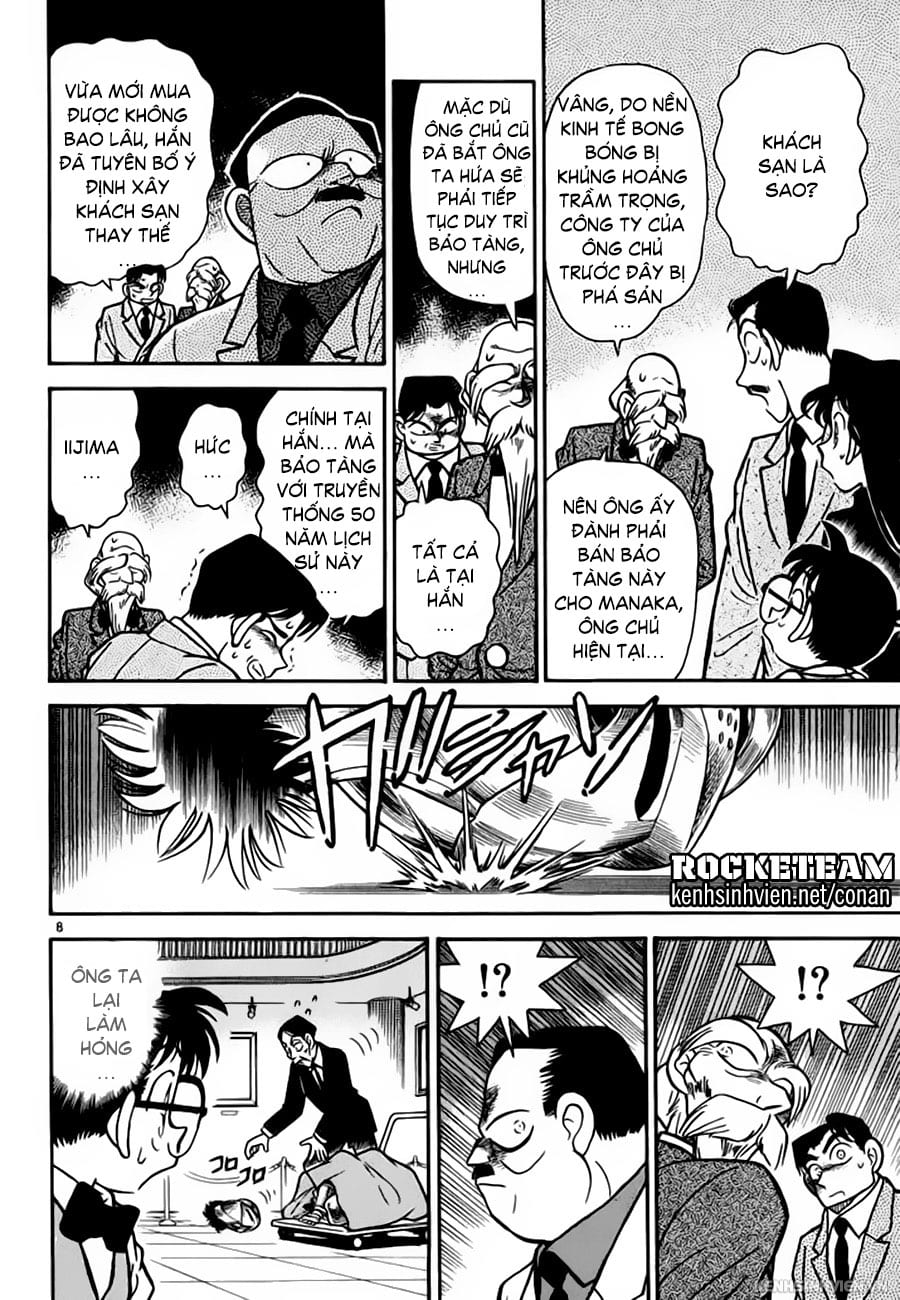 KHÁCH
SẠN LÀ
SAO?
VÂNG, DO NỀN
KINH TẾ BONG
BÓNG BỊ
KHỦNG HOẢNG
TRẦM TRỌNG,
CÔNG TY CỦA
ÔNG CHỦ
TRƯỚC ĐÂY BỊ
PHÁ SẢN
...
NÊN ÔNG ẤY
ĐÀNH PHẢI
BÁN BẢO
TÀNG NÀY
CHO MANAKA,
ÔNG CHỦ
HIỆN TẠI...
MẶC DÙ
ÔNG CHỦ CŨ
ĐÃ BẮT ÔNG
TA HỨA SẼ
PHẢI TIẾP
TỤC DUY TRÌ
BẢO TÀNG,
NHƯNG
...
VỪA MỚI MUA
ĐƯỢC KHÔNG
BAO LÂU, HẮN
ĐÃ TUYÊN BỐ Ý
ĐỊNH XÂY
KHÁCH SẠN
THAY THẾ
...
TẤT CẢ
LÀ TẠI
HẮN
...
CHÍNH TẠI
HẮN... MÀ
BẢO TÀNG
VỚI TRUYỀN
THỐNG 50
NĂM LỊCH
SỬ NÀY
...
HỨC
...
IIJIMA
...
ガシャン
ROCKETEAM
kenhsinhvien.net/conan
8
!?
!?
ÔNG TA
LẠI
LÀM
HỎNG
...
コロ
コロ
KENHSINHVIEN.VN